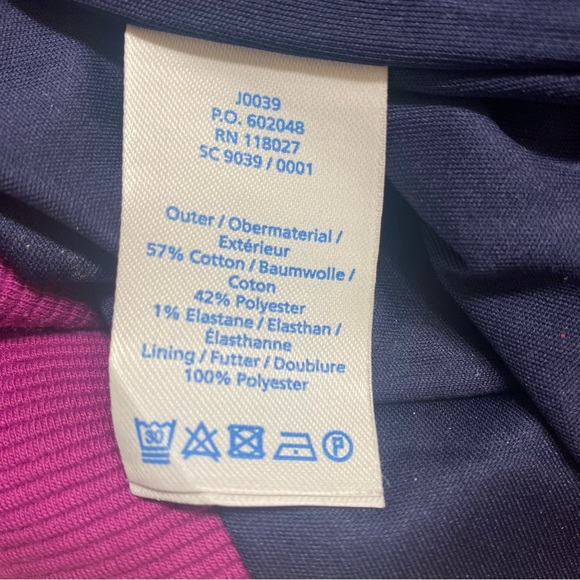 J0039
P.O. 602048
RN 118027
SC 9039 / 0001
Outer / Obermaterial /
Extérieur
57% Cotton / Baumwolle /
Coton
42% Polyester
1% Elastane / Elasthan /
Élasthanne
Lining / Futter / Doublure
100% Polyester
30 P